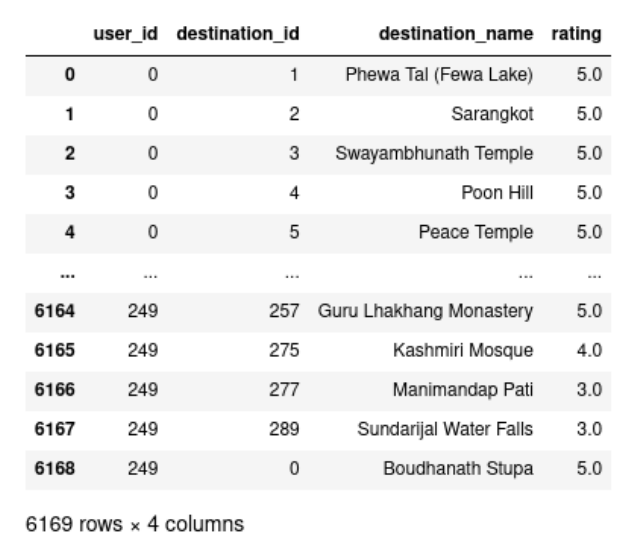 user_id destination_id destination_name rating
0 0 1 Phewa Tal (Fewa Lake) 5.0
1 0 2 Sarangkot 5.0
2 0 3 Swayambhunath Temple 5.0
3 0 4 Poon Hill 5.0
4 0 5 Peace Temple 5.0
... ... ... ... ...
6164 249 257 Guru Lhakhang Monastery 5.0
6165 249 275 Kashmiri Mosque 4.0
6166 249 277 Manimandap Pati 3.0
6167 249 289 Sundarijal Water Falls 3.0
6168 249 0 Boudhanath Stupa 5.0
6169 rows × 4 columns